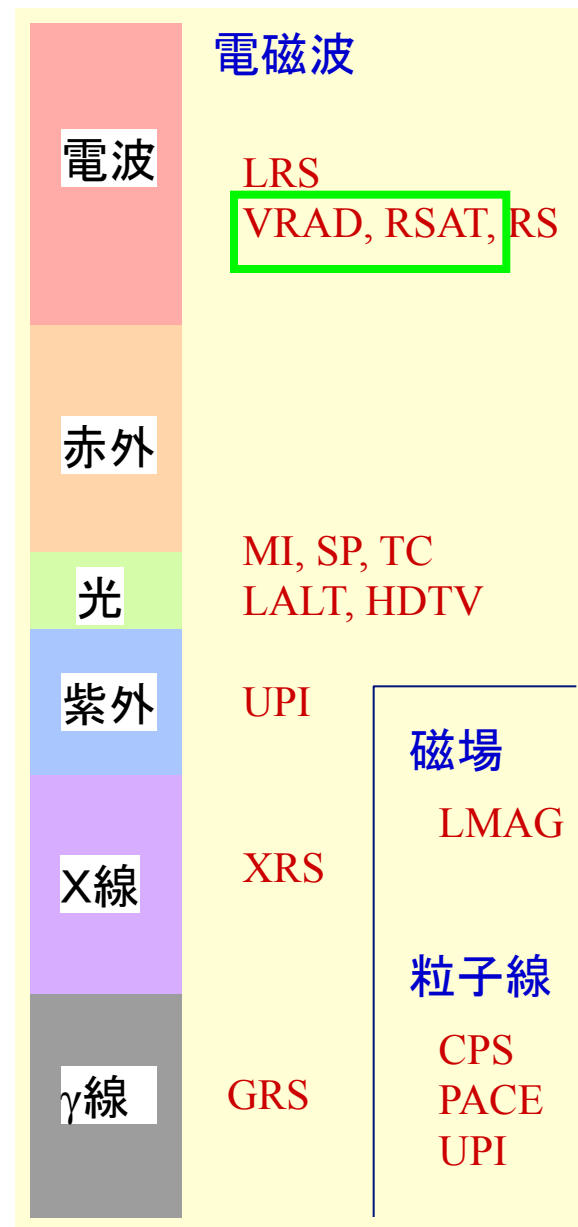 電磁波
電波
LRS
VRAD, RSAT, RS
赤外
MI, SP, TC
光
LALT, HDTV
紫外
UPI
磁場
LMAG
X線
XRS
粒子線
γ線
GRS
CPS
PACE
UPI